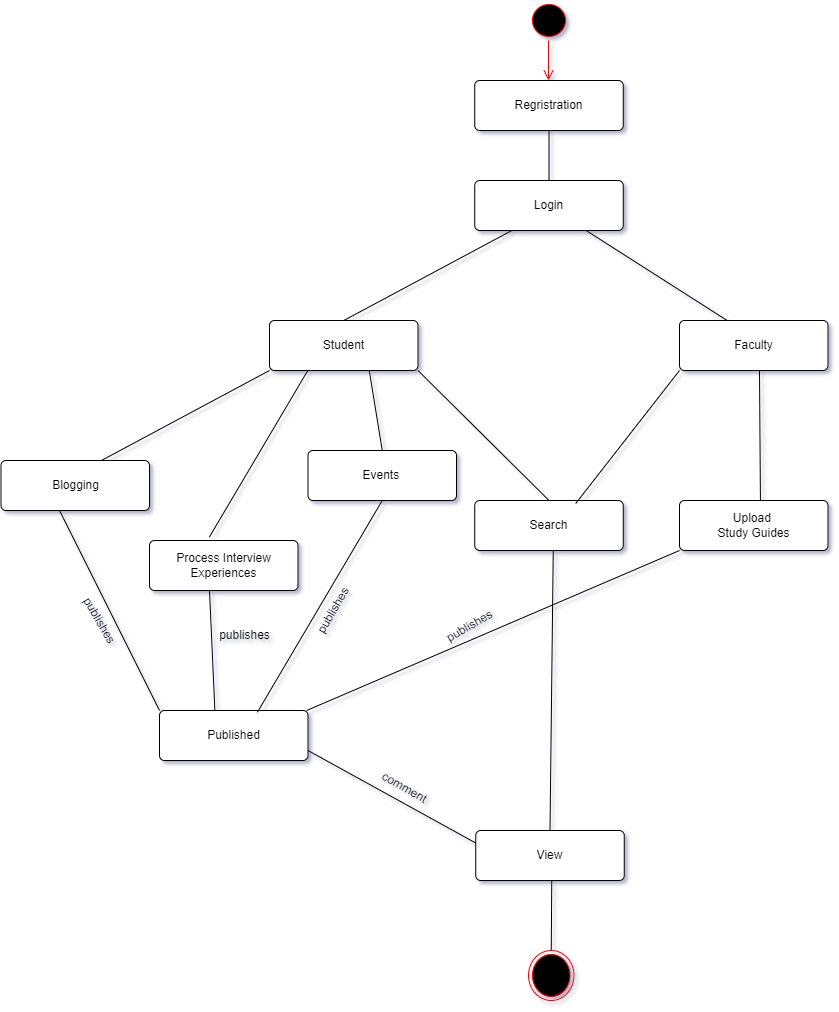 Regristration
Login
Student
Faculty
Blogging
Events
Search
Upload
Study Guides
Process Interview
Experiences
publishes
publishes
publishes
publishes
Published
comment
View